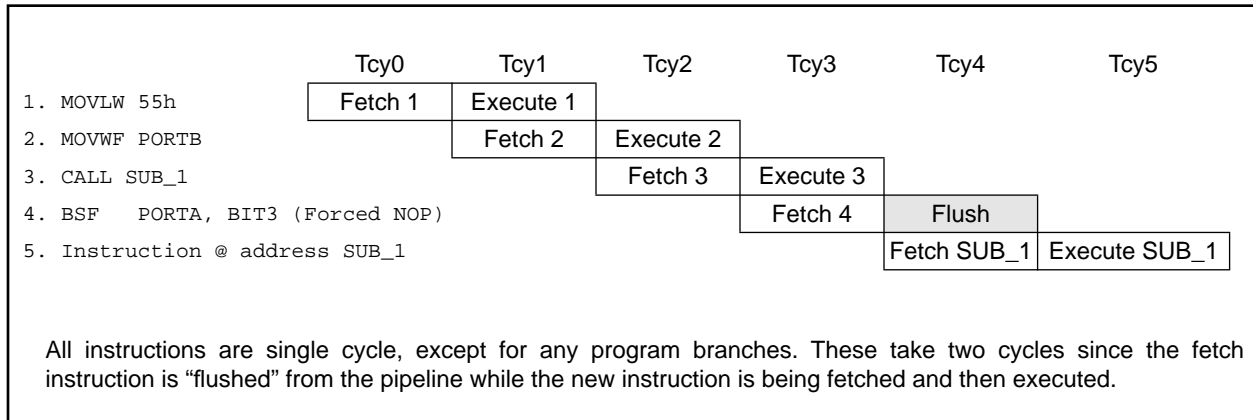 Tcy0 Tcy1 Tcy2 Tcy3 Tcy4 Tcy5
1. MOVLW 55h Fetch 1 Execute 1
2. MOVWF PORTB Fetch 2 Execute 2
3. CALL SUB_1 Fetch 3 Execute 3
4. BSF PORTA, BIT3 (Forced NOP) Fetch 4 Flush
5. Instruction @ address SUB_1 Fetch SUB_1 Execute SUB_1
All instructions are single cycle, except for any program branches. These take two cycles since the fetch
instruction is “flushed” from the pipeline while the new instruction is being fetched and then executed.